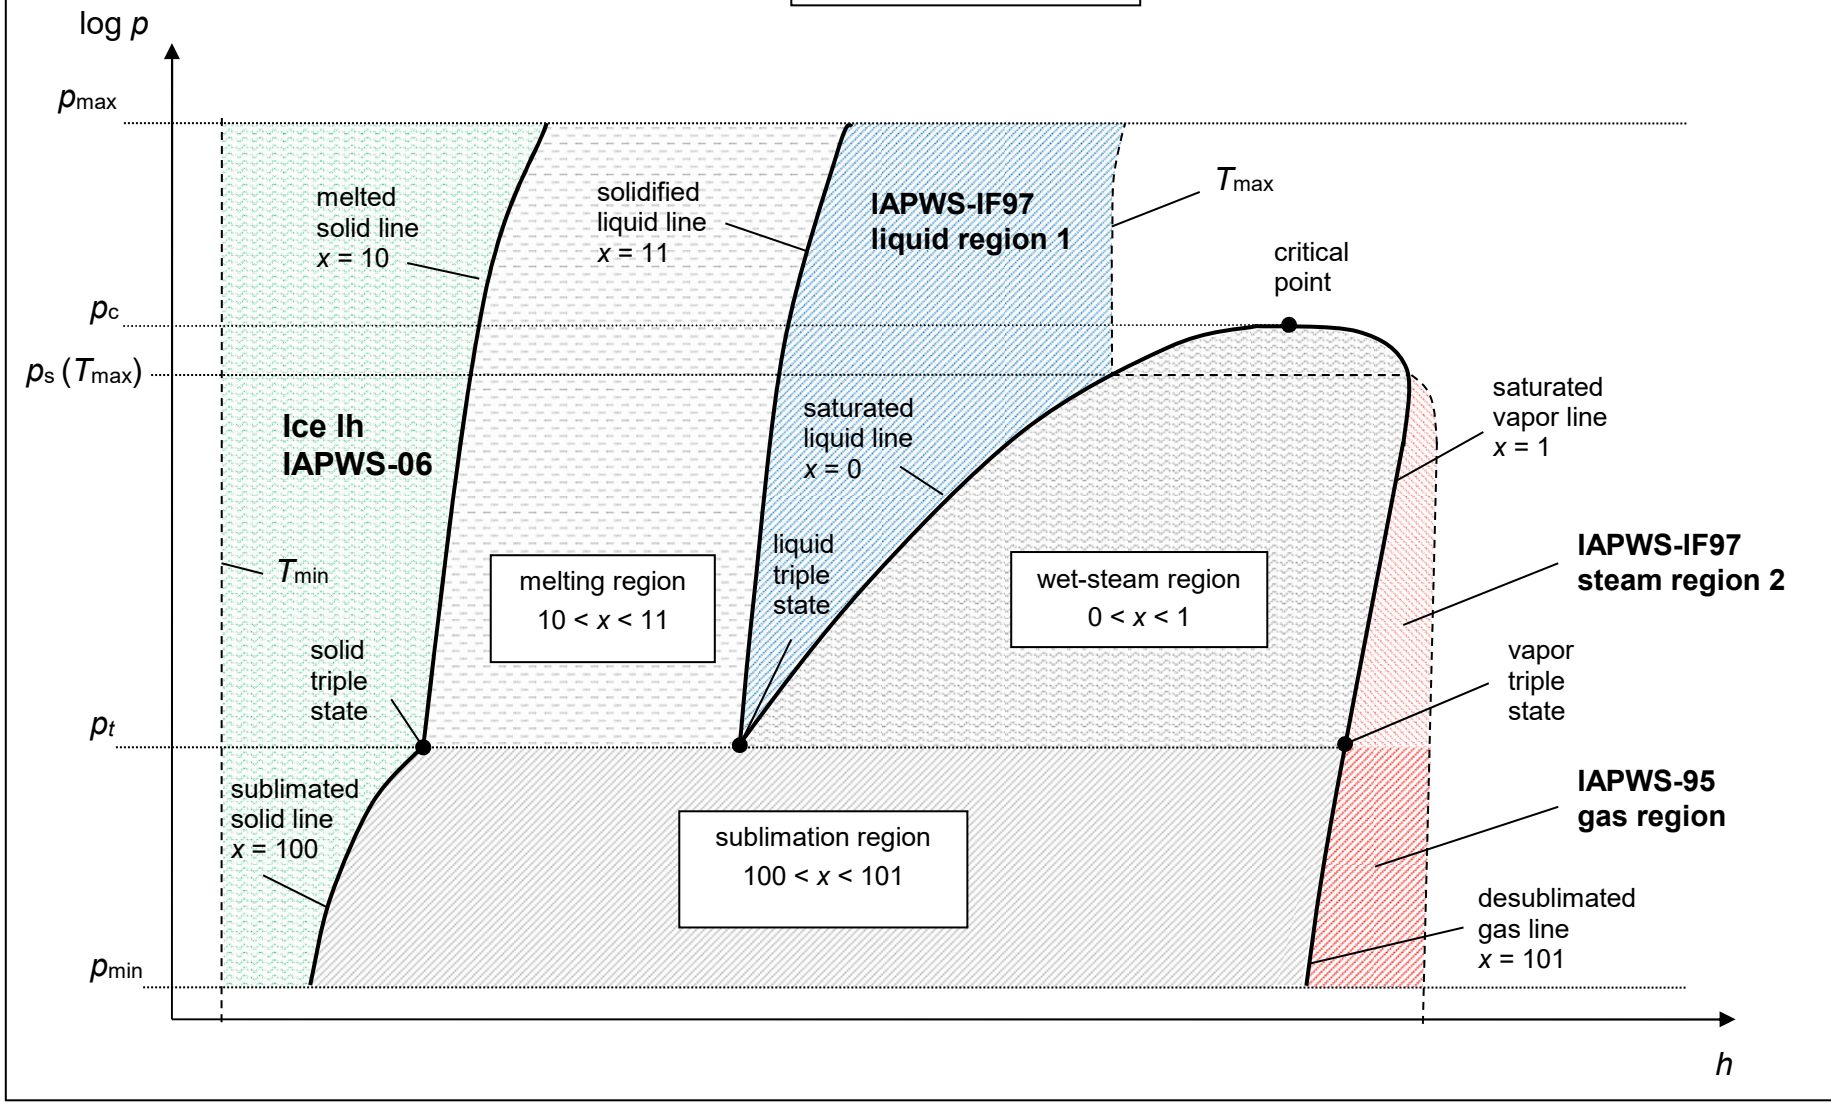 log p
pmax
Tmax
melted
solid line
x = 10
solidified
liquid line
x = 11
IAPWS-IF97
liquid region 1
critical
point
pc
ps (Tmax)
saturated
vapor line
x = 1
Ice Ih
IAPWS-06
saturated
liquid line
x = 0
liquid
triple
state
IAPWS-IF97
steam region 2
Tmin
melting region
10 < x < 11
wet-steam region
0 < x < 1
solid
triple
state
vapor
triple
state
pt
sublimated
solid line
x = 100
sublimation region
100 < x < 101
IAPWS-95
gas region
desublimated
gas line
x = 101
pmin
h